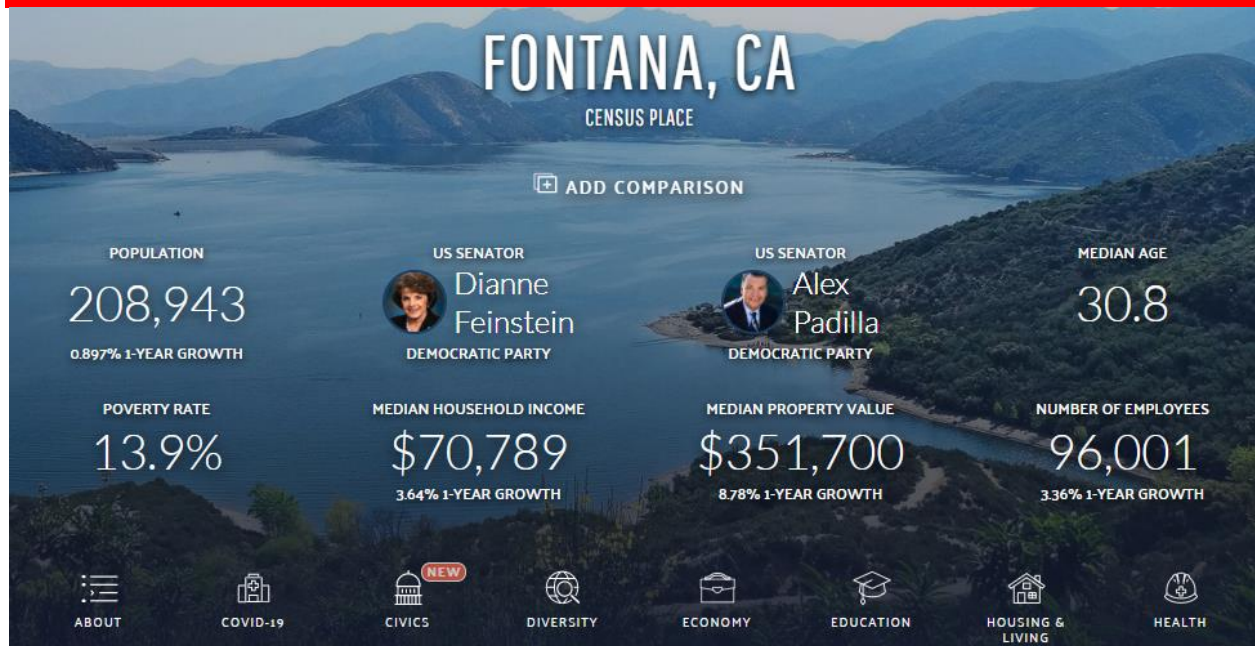 FONTANA, CA
CENSUS PLACE
ADD COMPARISON
POPULATION
208,943
0.897% 1-YEAR GROWTH
US SENATOR
Dianne
Feinstein
DEMOCRATIC PARTY
US SENATOR
Alex
Padilla
DEMOCRATIC PARTY
MEDIAN AGE
30.8
POVERTY RATE
13.9%
MEDIAN HOUSEHOLD INCOME
$70,789
3.64% 1-YEAR GROWTH
MEDIAN PROPERTY VALUE
$351,700
8.78% 1-YEAR GROWTH
NUMBER OF EMPLOYEES
96,001
3.36% 1-YEAR GROWTH
ABOUT
COVID-19
NEW
CIVICS
DIVERSITY
ECONOMY
EDUCATION
HOUSING &
LIVING
HEALTH